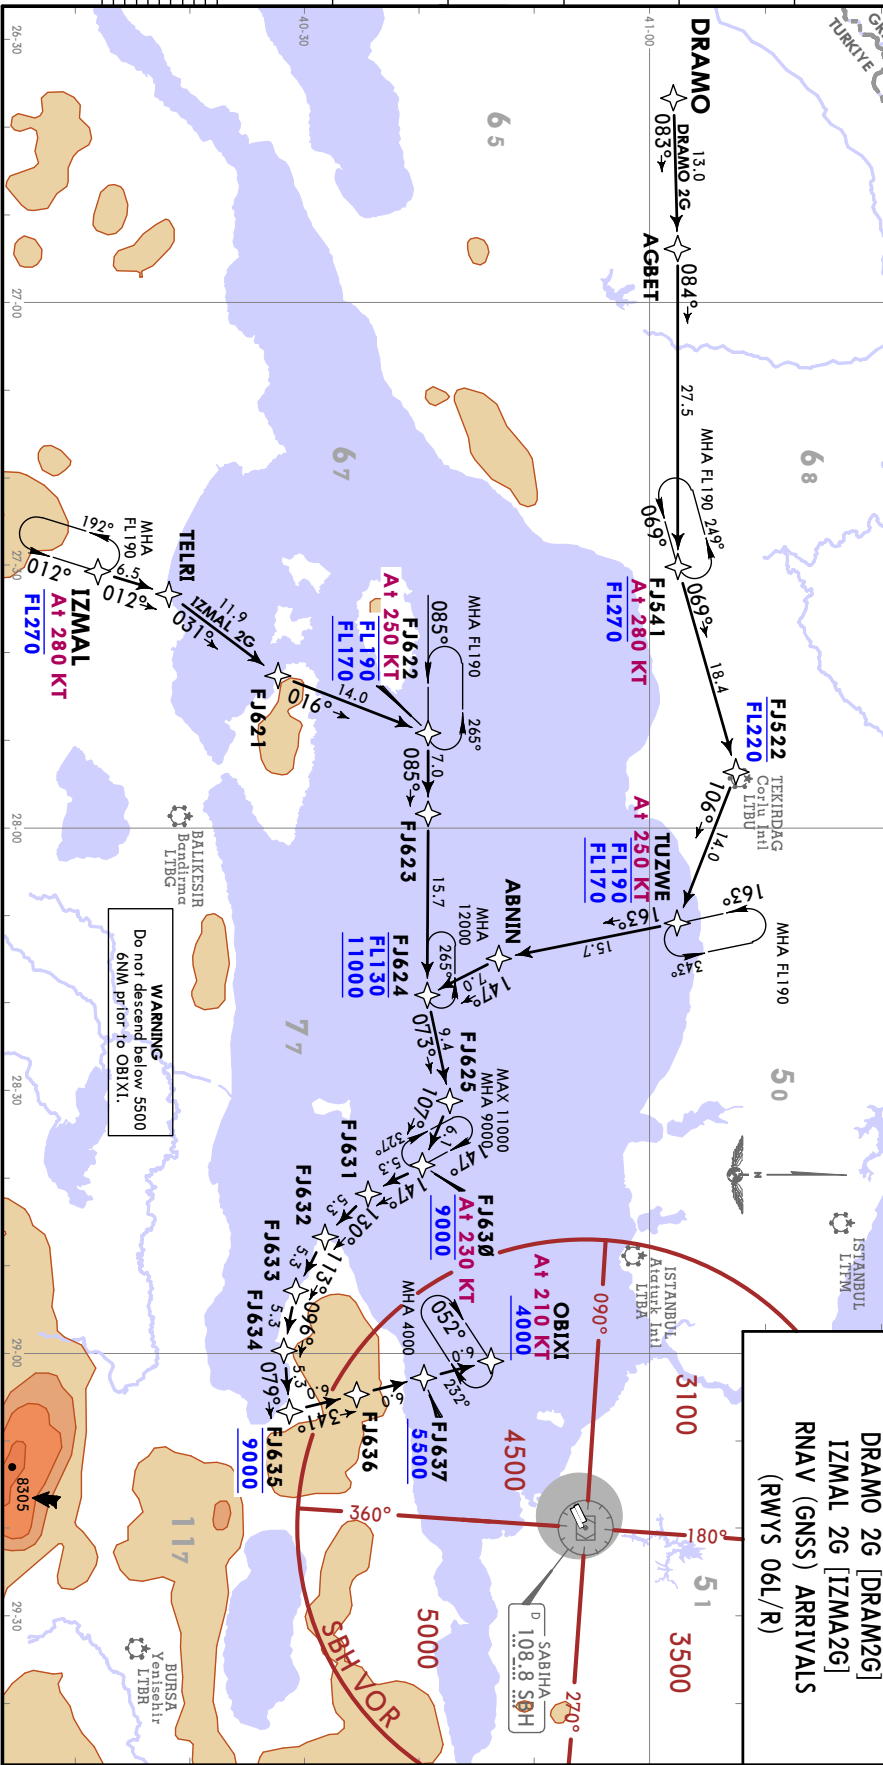 DRAMO 2G [DRAM2G]
IZMAL 2G [IZMA2G]
RNAV (GNSS) ARRIVALS
(RWYS 06L/R)
TURKIYE
26-30
27-00
27-30
28-00
28-30
29-00
29-30
41-00
40-30
DRAMO
13.0
DRAMO 2G
083°
AGBET
084°
27.5
MHA FL190
249°
069°
FJ541
At 280 KT
FL270
069°
18.4
FJ522
FL220
TEKIRDAG
Corlu Intl
LTBU
106°
14.0
TUZWE
At 250 KT
FL190
FL170
163°
343°
MHA FL190
163°
15.7
ABNIN
147°
7.0
MHA
12000
265°
FJ624
FL130
11000
IZMAL
At 280 KT
FL270
MHA
FL190
192°
012°
6.5
012°
TELRI
11.9
IZMAL 2G
031°
FJ621
14.0
016°
FJ622
At 250 KT
FL190
FL170
MHA FL190
085°
265°
7.0
085°
FJ623
15.7
073°
9.4
FJ625
107°
6.1
MAX 11000
MHA 9000
327°
147°
FJ630
At 230 KT
9000
5.3
147°
FJ631
5.3
130°
FJ632
5.3
113°
FJ633
5.3
096°
FJ634
5.3
079°
FJ635
9000
6.0
341°
FJ636
6.0
FJ637
5500
6.0
OBIXI
At 210 KT
4000
MHA 4000
052°
232°
WARNING
Do not descend below 5500
6NM prior to OBIXI.
BALIKESIR
Bandirma
LTBG
ISTANBUL
LTFM
ISTANBUL
Ataturk Intl
LTBA
BURSA
Yenisehir
LTBR
SABIHA
D 108.8 SBH
SBH VOR
090°
180°
270°
360°
3100
3500
4500
5000
65
68
67
50
77
51
117
8305
N